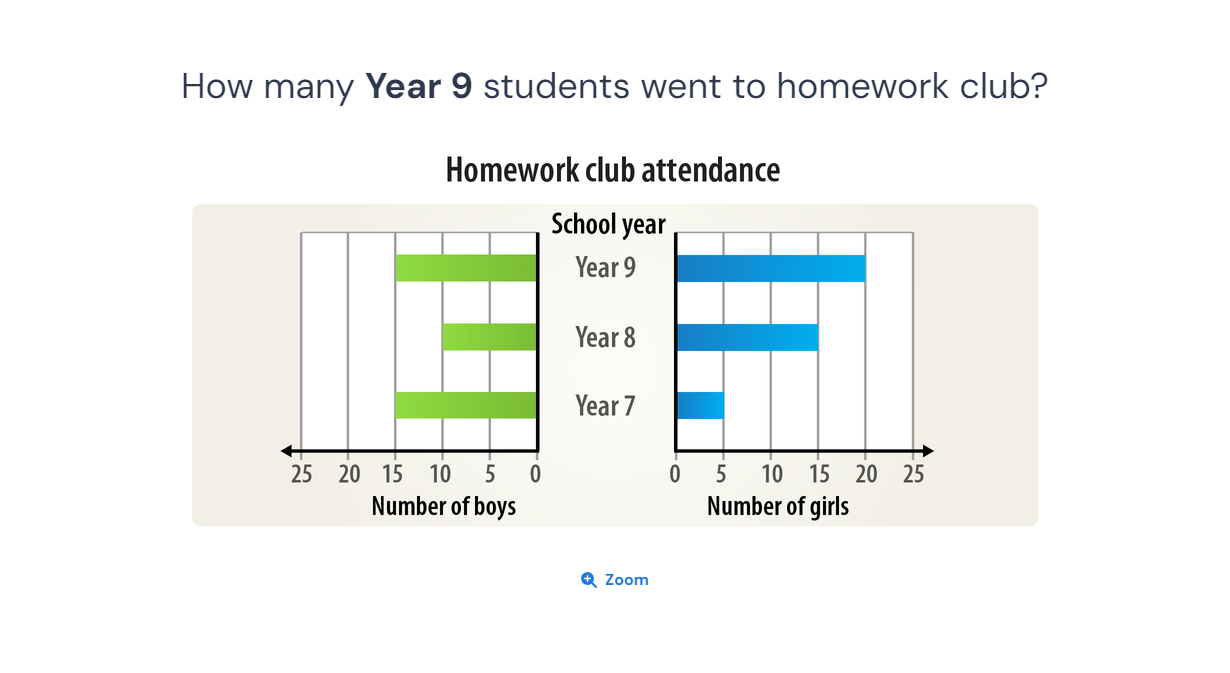 How many Year 9 students went to homework club?
Homework club attendance
School year
Year 9
Year 8
Year 7
25 20 15 10 5 0
0 5 10 15 20 25
Number of boys
Number of girls
Zoom